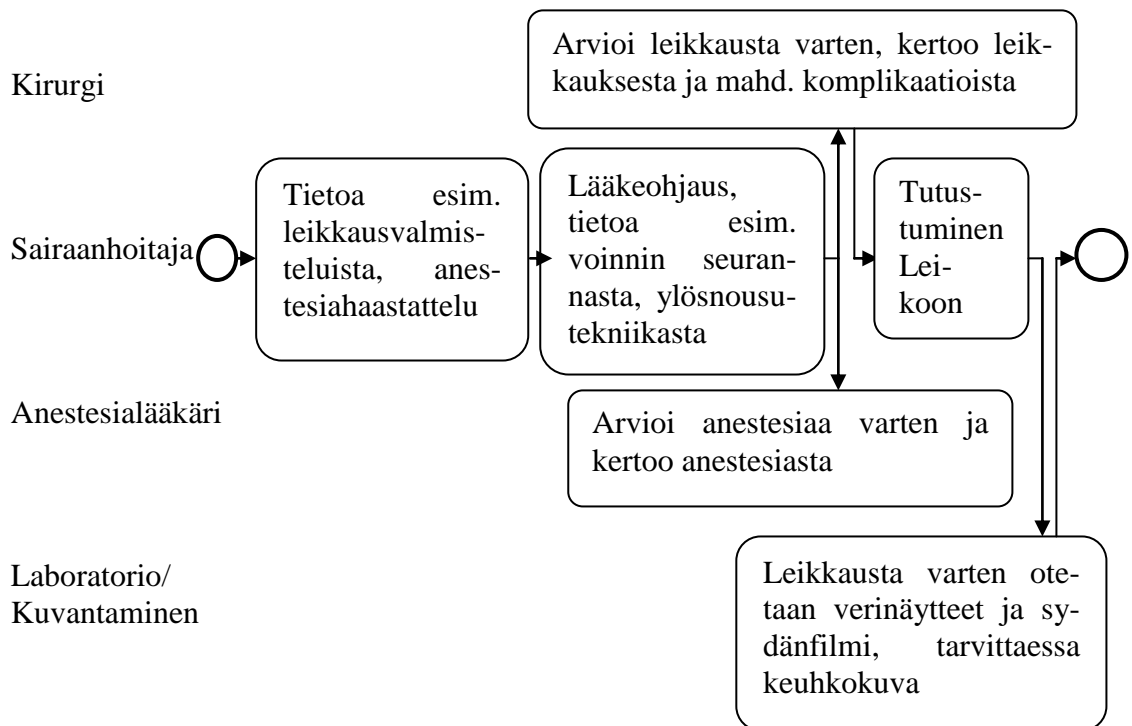 Kirurgi
Arvioi leikkausta varten, kertoo leik-
kauksesta ja mahd. komplikaatioista
Sairaanhoitaja
Tietoa esim.
leikkausvalmis-
teluista, anes-
tesiahaastattelu
Lääkeohjaus,
tietoa esim.
voinnin seuran-
nasta, ylösnousu-
tekniikasta
Tutus-
tuminen
Lei-
koon
Anestesialääkäri
Arvioi anestesiaa varten ja
kertoo anestesiasta
Laboratorio/
Kuvantaminen
Leikkausta varten ote-
taan verinäytteet ja sy-
dänfilmi, tarvittaessa
keuhkokuva